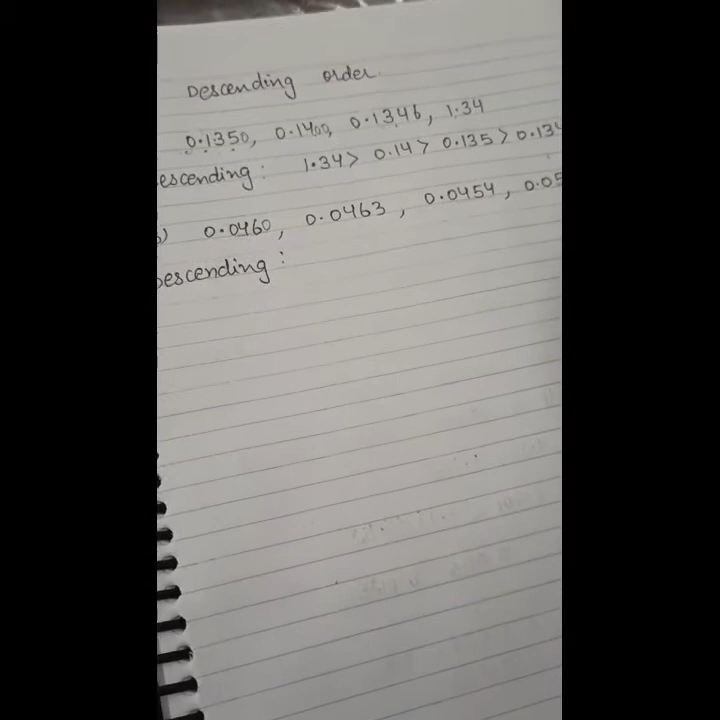 Descending order
0.1350, 0.1400, 0.1346, 1.34
escending: 1.34 > 0.14 > 0.135 > 0.134
b) 0.0460, 0.0463, 0.0454, 0.05
Descending: